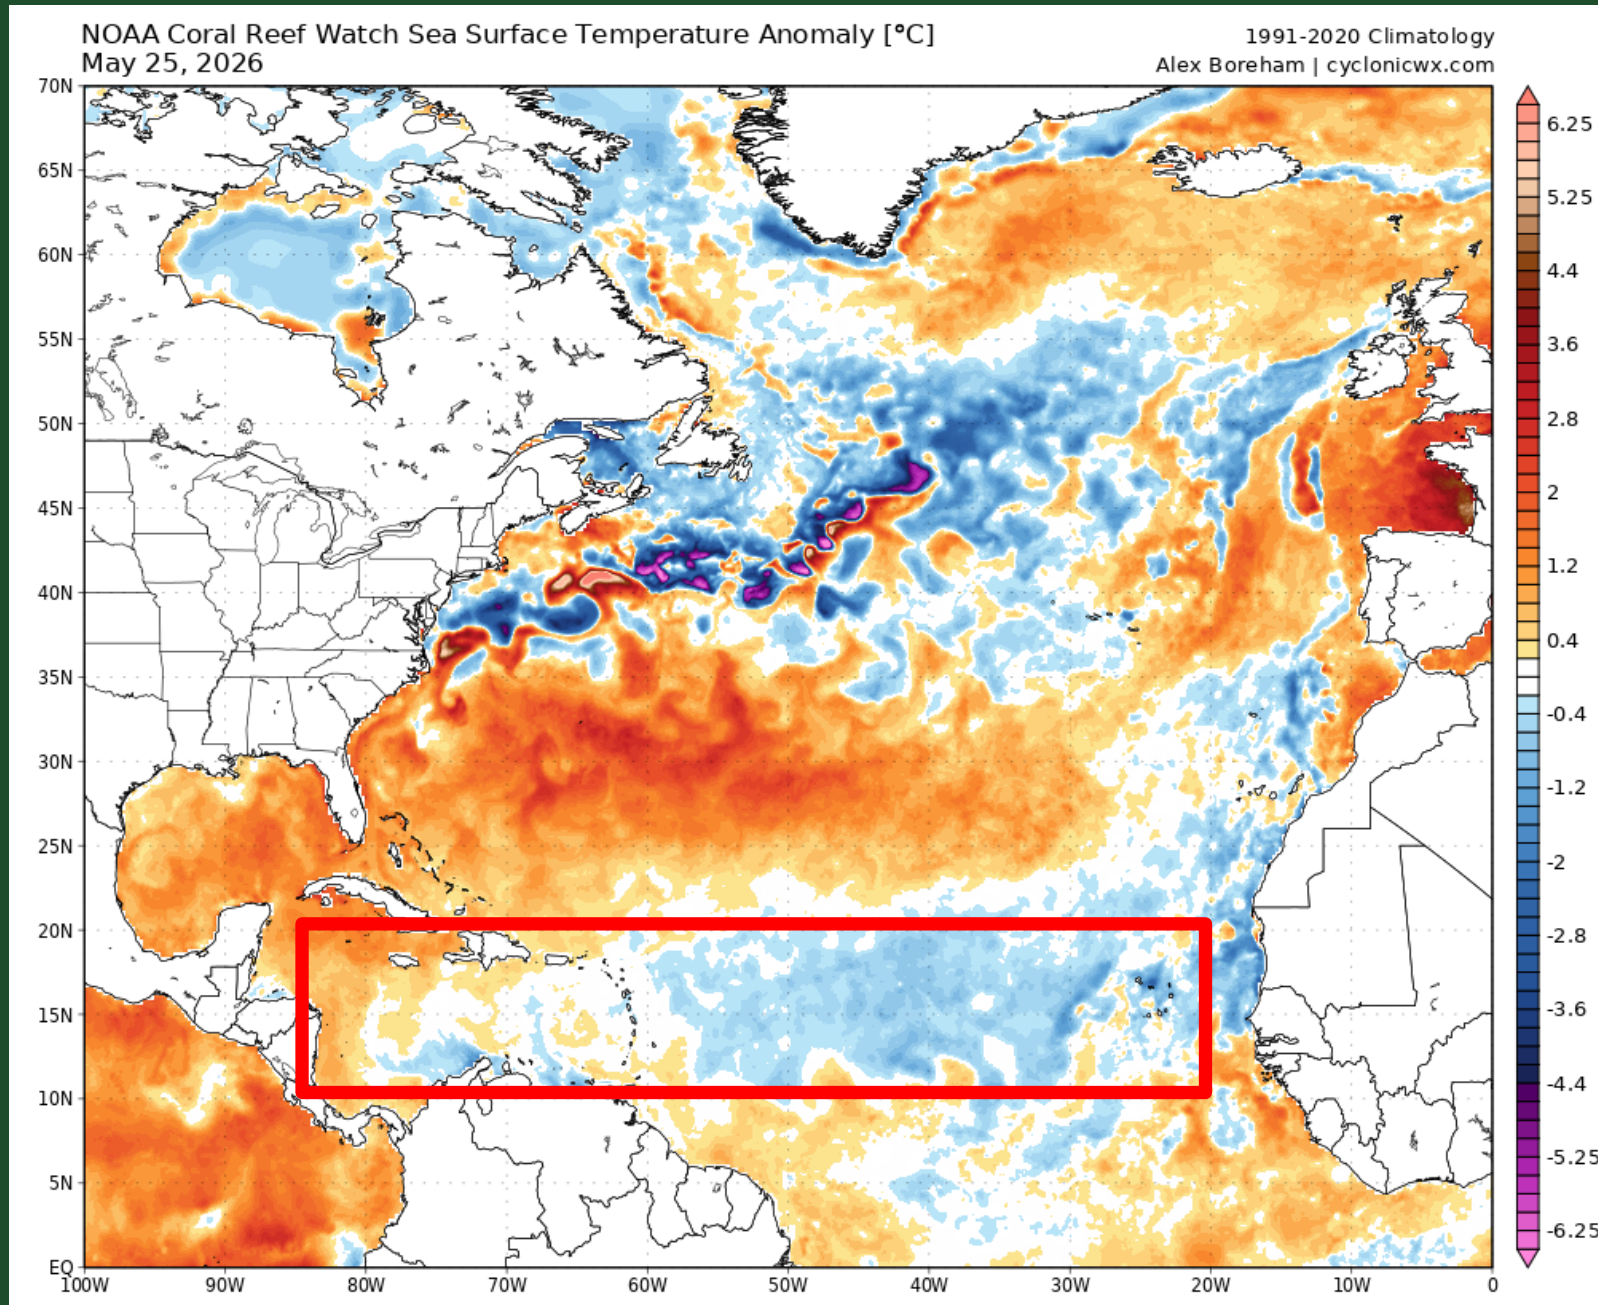 NOAA Coral Reef Watch Sea Surface Temperature Anomaly [°C]
May 25, 2026
1991-2020 Climatology
Alex Boreham | cyclonicwx.com
70N
65N
60N
55N
50N
45N
40N
35N
30N
25N
20N
15N
10N
5N
EQ
100W 90W 80W 70W 60W 50W 40W 30W 20W 10W 0
6.25
5.25
4.4
3.6
2.8
2
1.2
0.4
-0.4
-1.2
-2
-2.8
-3.6
-4.4
-5.25
-6.25